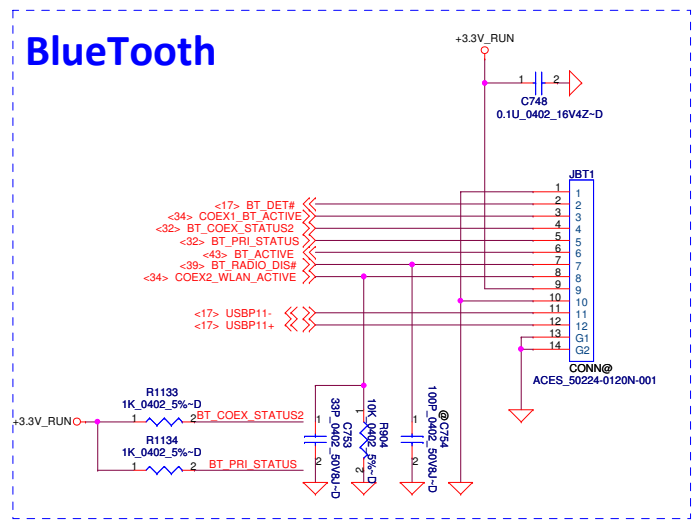 BlueTooth
+3.3V_RUN
1 2
C748
0.1U_0402_16V4Z~D
JBT1
1 1
<17> BT_DET# 2 2
<34> COEX1_BT_ACTIVE 3 3
<32> BT_COEX_STATUS2 4 4
<32> BT_PRI_STATUS 5 5
<43> BT_ACTIVE 6 6
<39> BT_RADIO_DIS# 7 7
<34> COEX2_WLAN_ACTIVE 8 8
9 9
10 10
<17> USBP11- 11 11
<17> USBP11+ 12 12
13 G1
14 G2
CONN@
ACES_50224-0120N-001
R1133
1K_0402_5%~D
+3.3V_RUN 1 2 BT_COEX_STATUS2
R1134
1K_0402_5%~D
1 2 BT_PRI_STATUS
1 2
C753
33P_0402_50V8J~D
1 2
R904
10K_0402_5%~D
1 2
@C754
100P_0402_50V8J~D